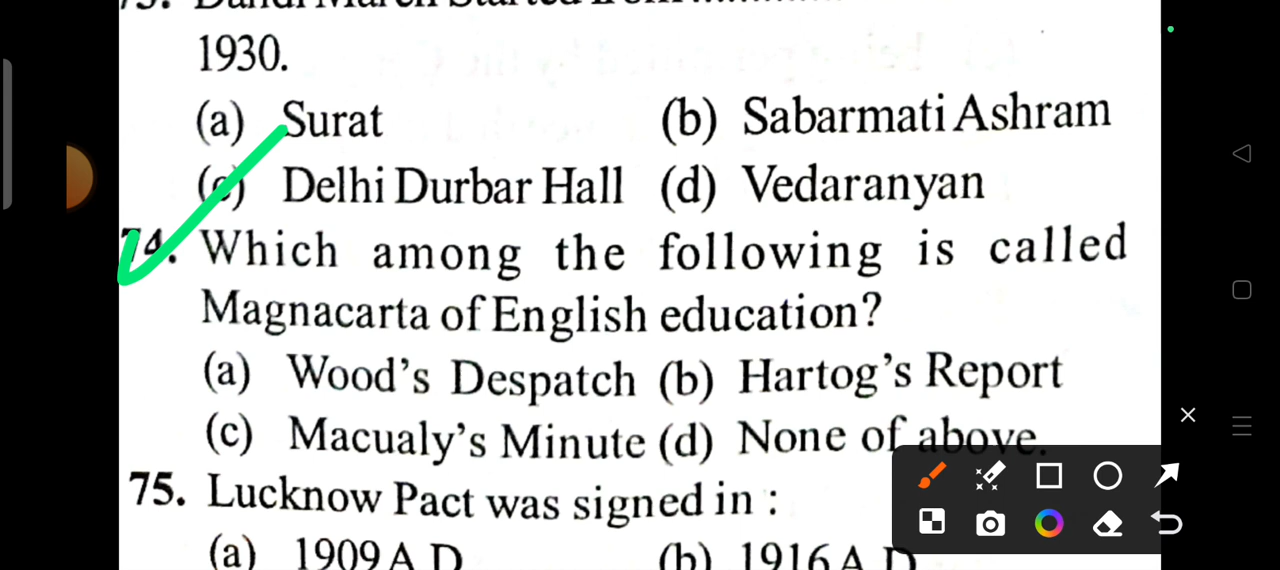 1930.
(a) Surat (b) Sabarmati Ashram
(c) Delhi Durbar Hall (d) Vedaranyan
74. Which among the following is called
Magnacarta of English education?
(a) Wood's Despatch (b) Hartog's Report
(c) Macualy's Minute (d) None of above.
75. Lucknow Pact was signed in :
(a) 1909 A D (b) 1916 A D